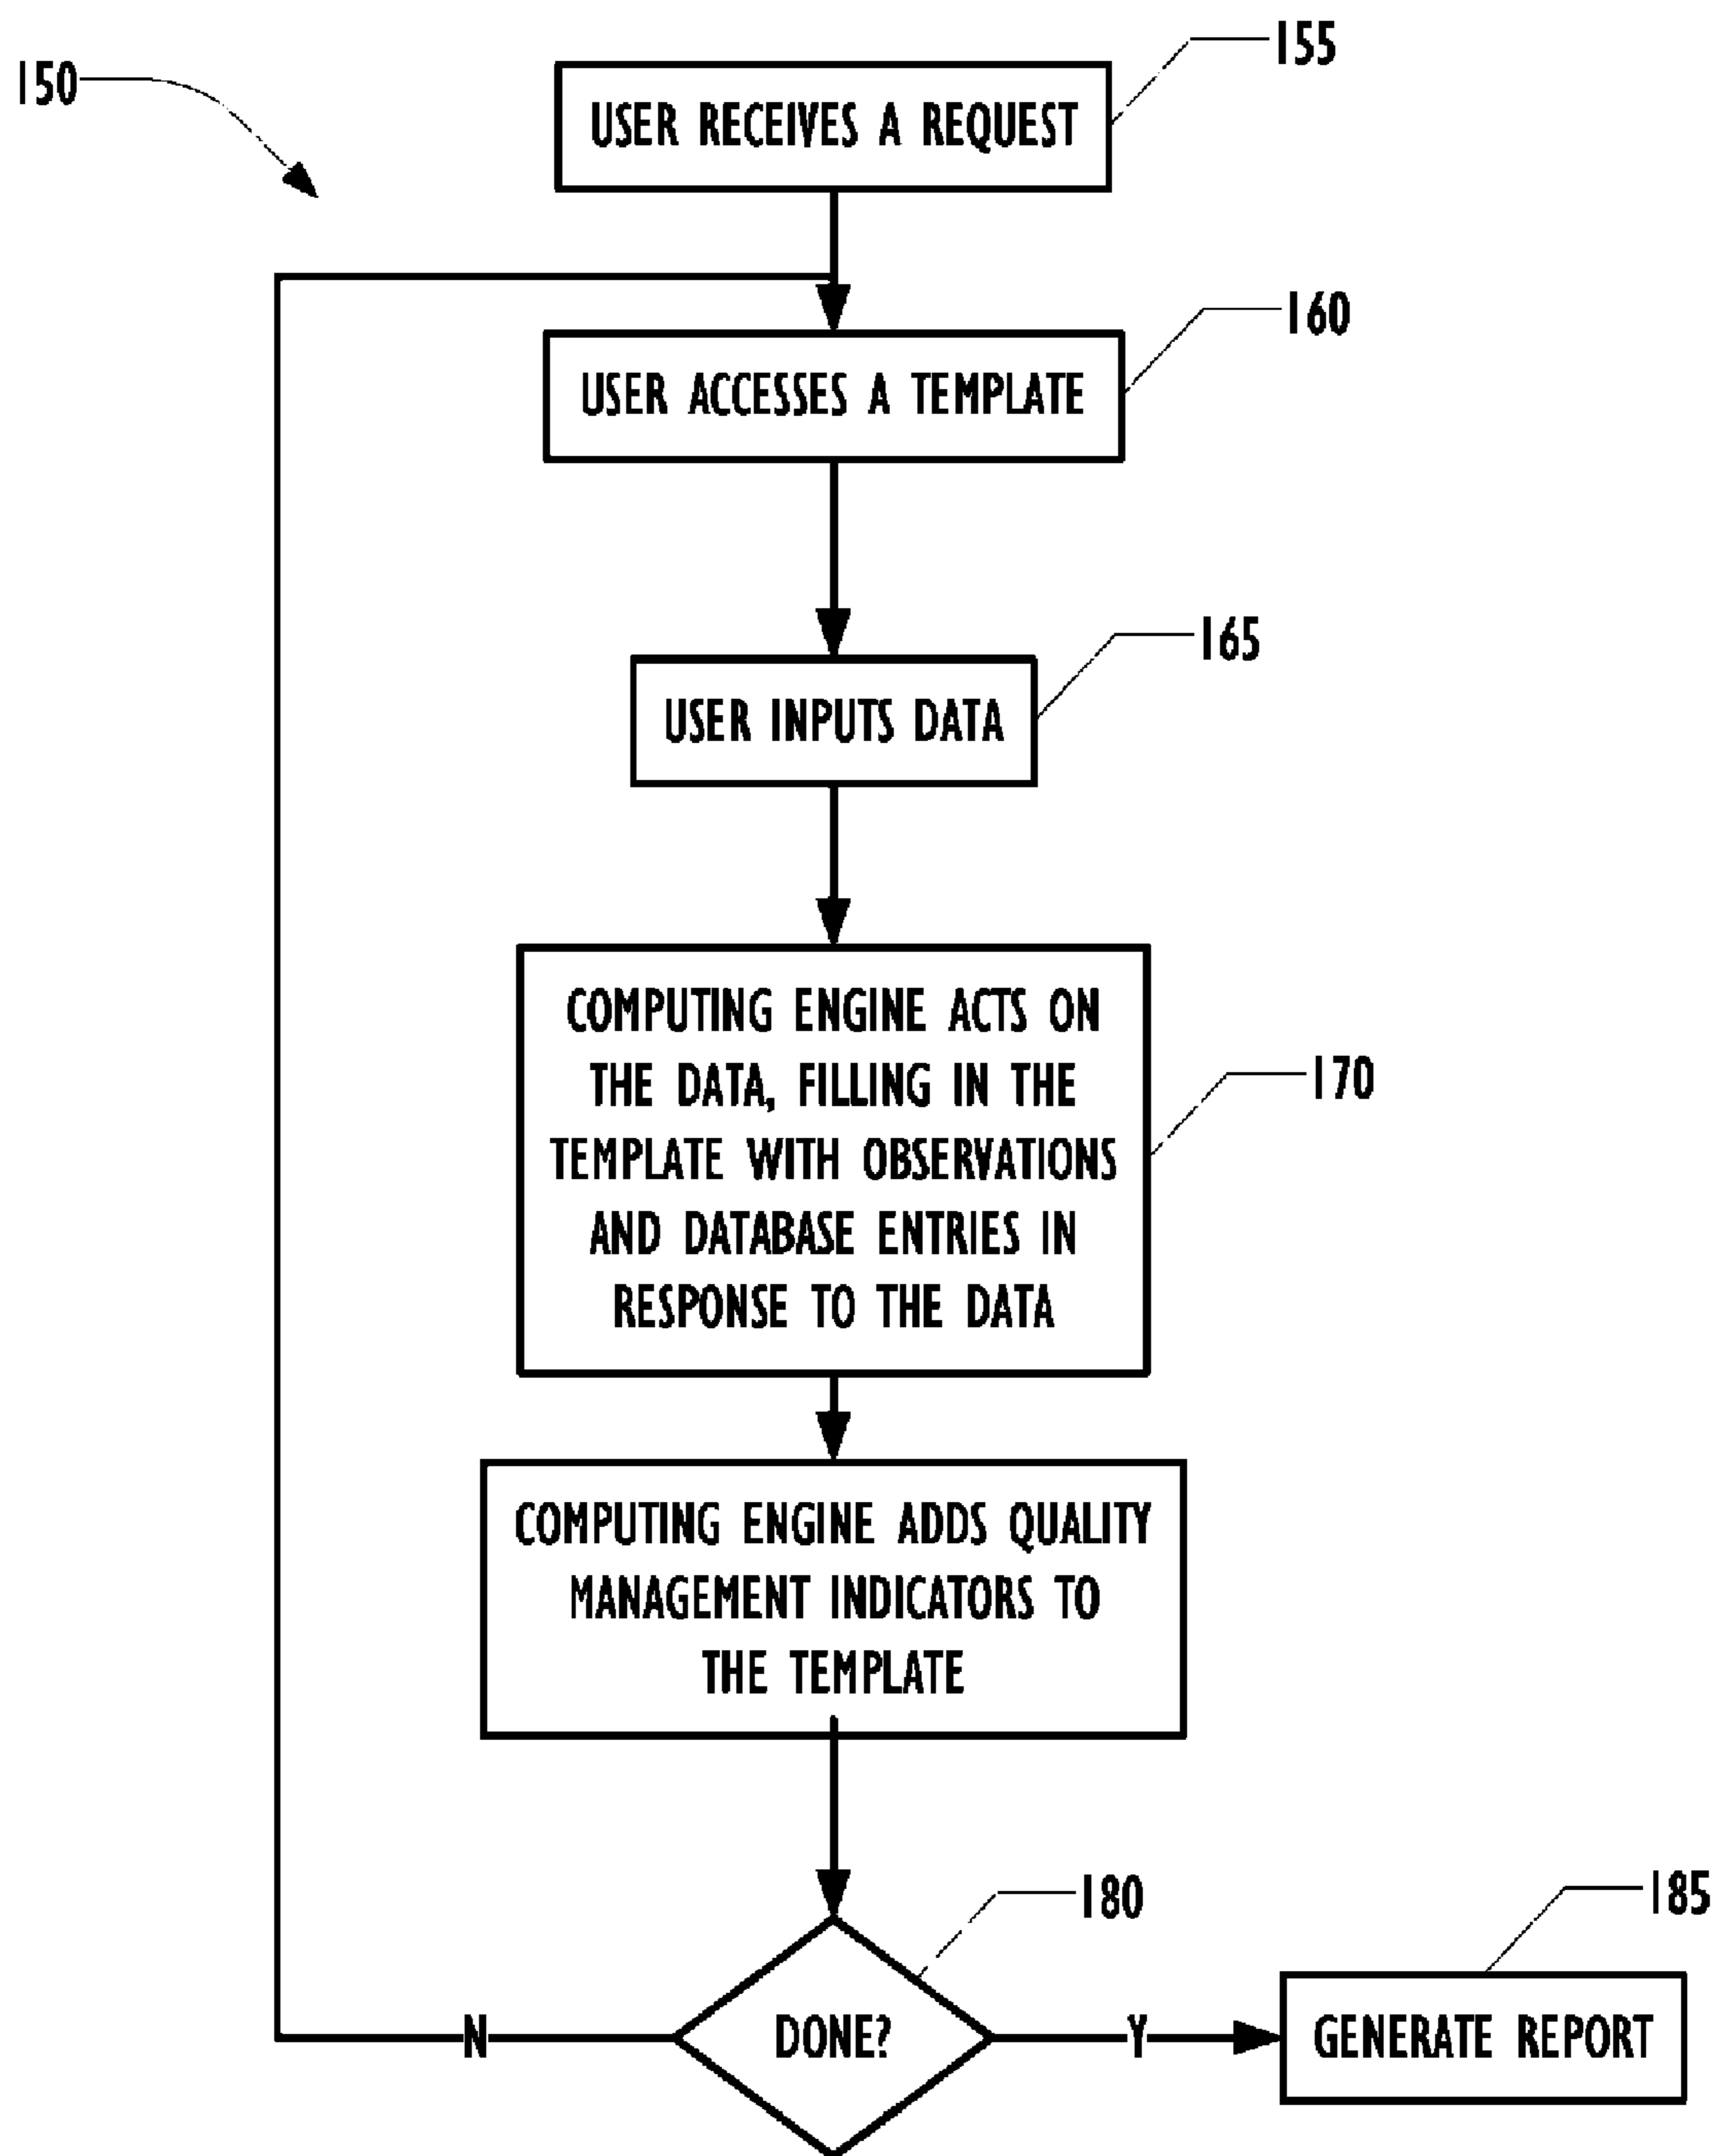 155
150
USER RECEIVES A REQUEST
160
USER ACCESSES A TEMPLATE
165
USER INPUTS DATA
COMPUTING ENGINE ACTS ON
THE DATA, FILLING IN THE
TEMPLATE WITH OBSERVATIONS
AND DATABASE ENTRIES IN
RESPONSE TO THE DATA
170
COMPUTING ENGINE ADDS QUALITY
MANAGEMENT INDICATORS TO
THE TEMPLATE
180
185
N
DONE?
Y
GENERATE REPORT